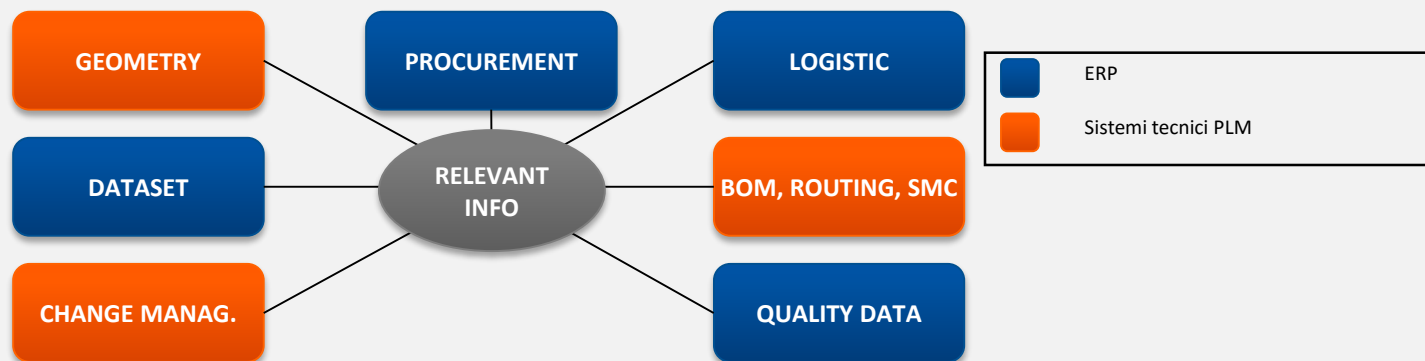 GEOMETRY
PROCUREMENT
LOGISTIC
ERP
Sistemi tecnici PLM
DATASET
RELEVANT
INFO
BOM, ROUTING, SMC
CHANGE MANAG.
QUALITY DATA